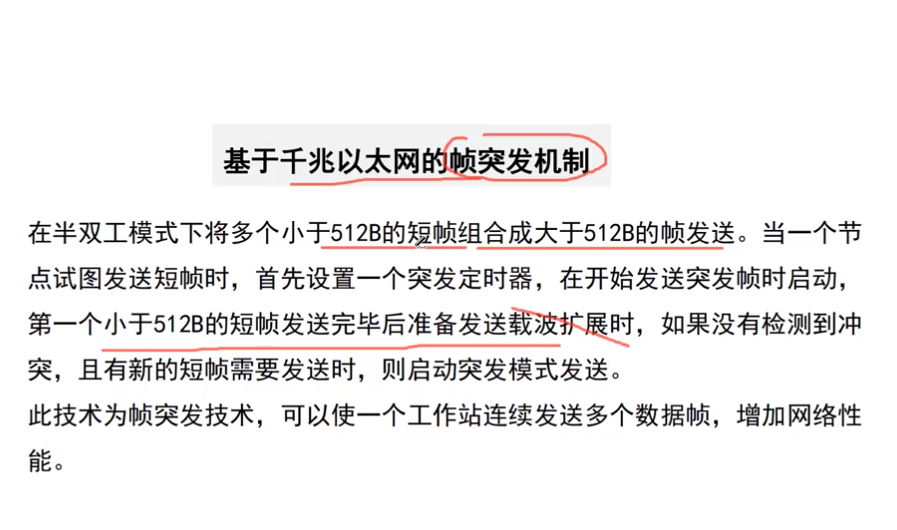 基于千兆以太网的帧突发机制
在半双工模式下将多个小于512B的短帧组合成大于512B的帧发送。当一个节
点试图发送短帧时，首先设置一个突发定时器，在开始发送突发帧时启动，
第一个小于512B的短帧发送完毕后准备发送载波扩展时，如果没有检测到冲
突，且有新的短帧需要发送时，则启动突发模式发送。
此技术为帧突发技术，可以使一个工作站连续发送多个数据帧，增加网络性
能。